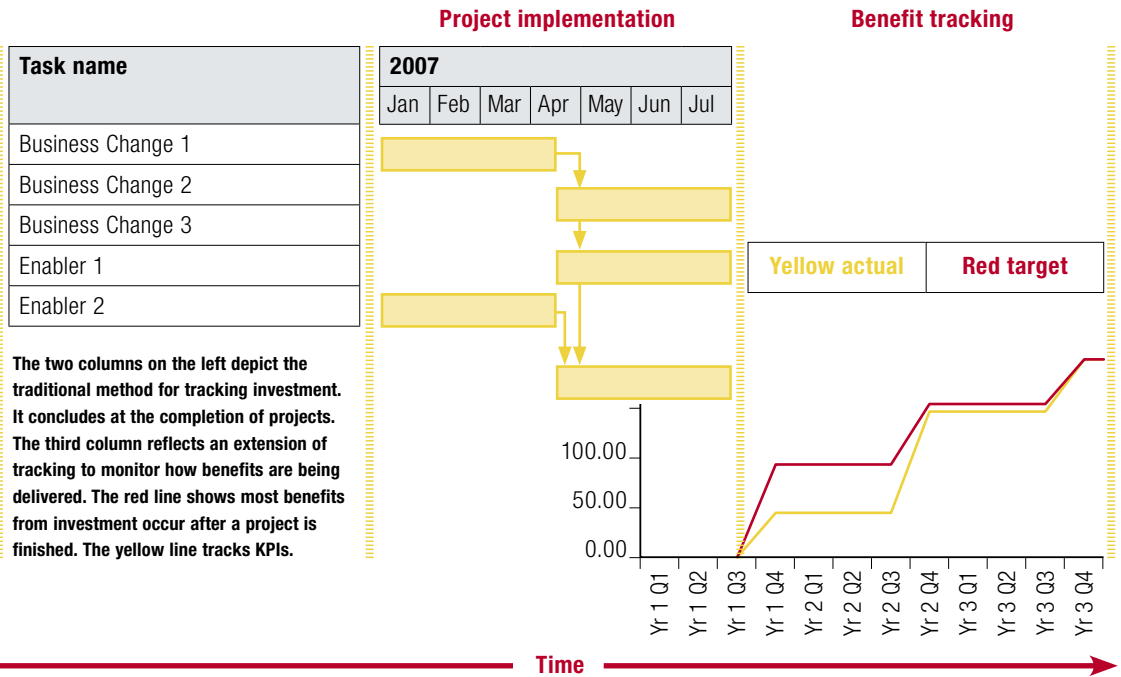 Project implementation
Benefit tracking
Task name
2007
Jan Feb Mar Apr May Jun Jul
Business Change 1
Business Change 2
Business Change 3
Enabler 1
Enabler 2
Yellow actual
Red target
The two columns on the left depict the
traditional method for tracking investment.
It concludes at the completion of projects.
The third column reflects an extension of
tracking to monitor how benefits are being
delivered. The red line shows most benefits
from investment occur after a project is
finished. The yellow line tracks KPIs.
100.00
50.00
0.00
Yr 1 Q1
Yr 1 Q2
Yr 1 Q3
Yr 1 Q4
Yr 2 Q1
Yr 2 Q2
Yr 2 Q3
Yr 2 Q4
Yr 3 Q1
Yr 3 Q2
Yr 3 Q3
Yr 3 Q4
Time